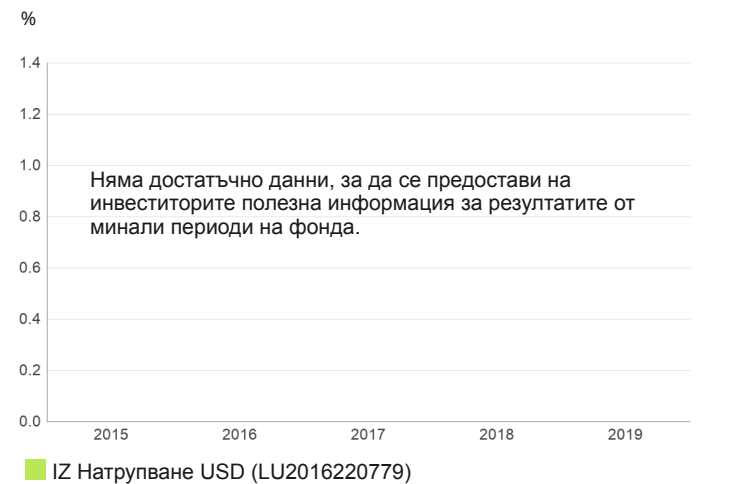 %
1.4
1.2
1.0
Няма достатъчно данни, за да се предостави на
инвеститорите полезна информация за резултатите от
минали периоди на фонда.
0.8
0.6
0.4
0.2
0.0
2015 2016 2017 2018 2019
IZ Натрупване USD (LU2016220779)